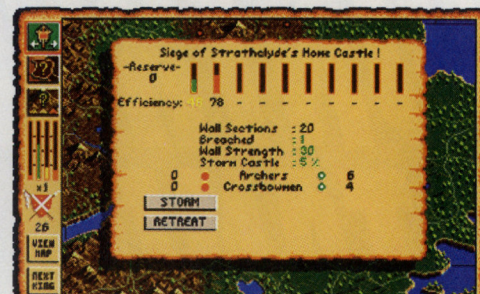 Siege of Strathclyde's Home Castle!
-Reserve-
0
Efficiency: 78 - - - - - - - -
Wall Sections : 20
Breached : 1
Wall Strength : 30
Storm Castle : 5 %
0 Archers 6
0 Crossbowmen 4
x1
26
STORM
RETREAT
VIEW MAP
NEXT KING